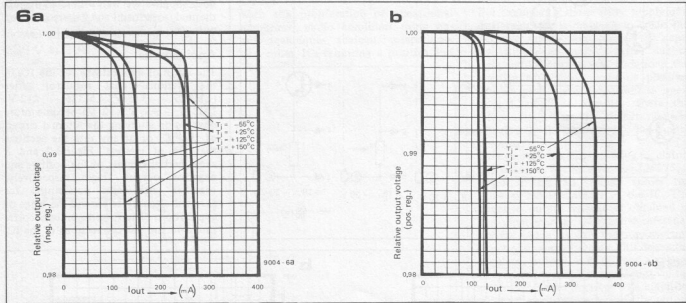 6a
1,00
0,99
0,98
Relative output voltage
(neg. reg.)
Tj = -55°C
Tj = +25°C
Tj = +125°C
Tj = +150°C
9004 - 6a
0 100 200 300 400
Iout (mA)
b
1,00
0,99
0,98
Relative output voltage
(pos. reg.)
Tj = -55°C
Tj = +25°C
Tj = +125°C
Tj = +150°C
9004 - 6b
0 100 200 300 400
Iout (mA)